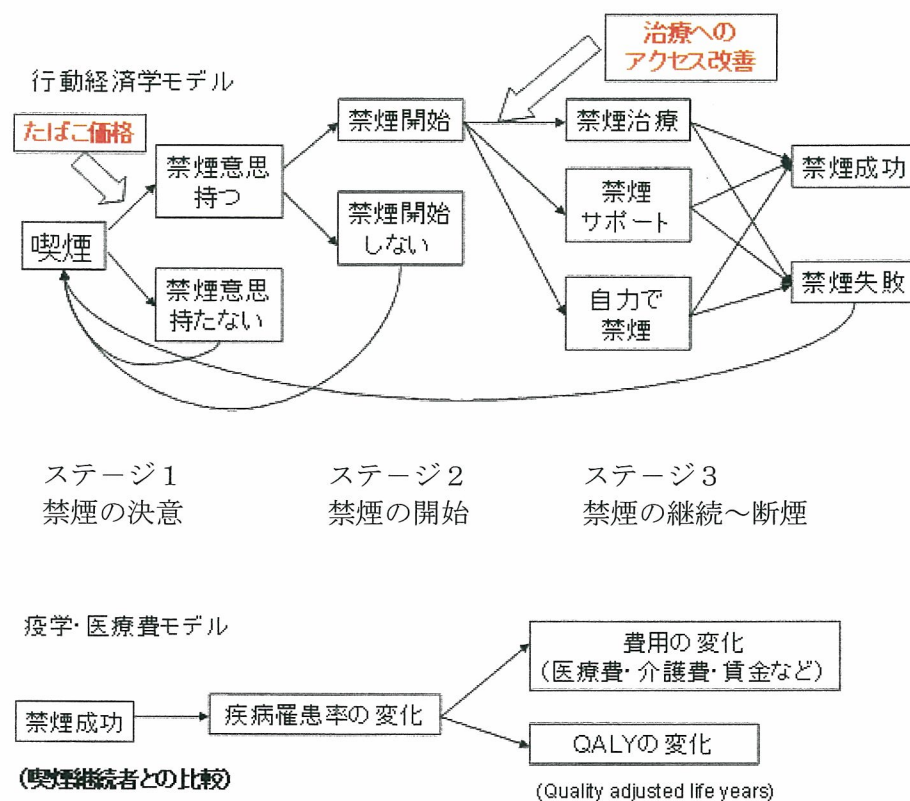 治療への
アクセス改善
行動経済学モデル
たばこ価格
禁煙開始
禁煙治療
禁煙意思
持つ
禁煙成功
禁煙開始
しない
禁煙
サポート
喫煙
禁煙意思
持たない
自力で
禁煙
禁煙失敗
ステージ1
禁煙の決意
ステージ2
禁煙の開始
ステージ3
禁煙の継続～断煙
疫学・医療費モデル
費用の変化
(医療費・介護費・賃金など)
禁煙成功
疾病罹患率の変化
QALYの変化
(喫煙継続者との比較)
(Quality adjusted life years)